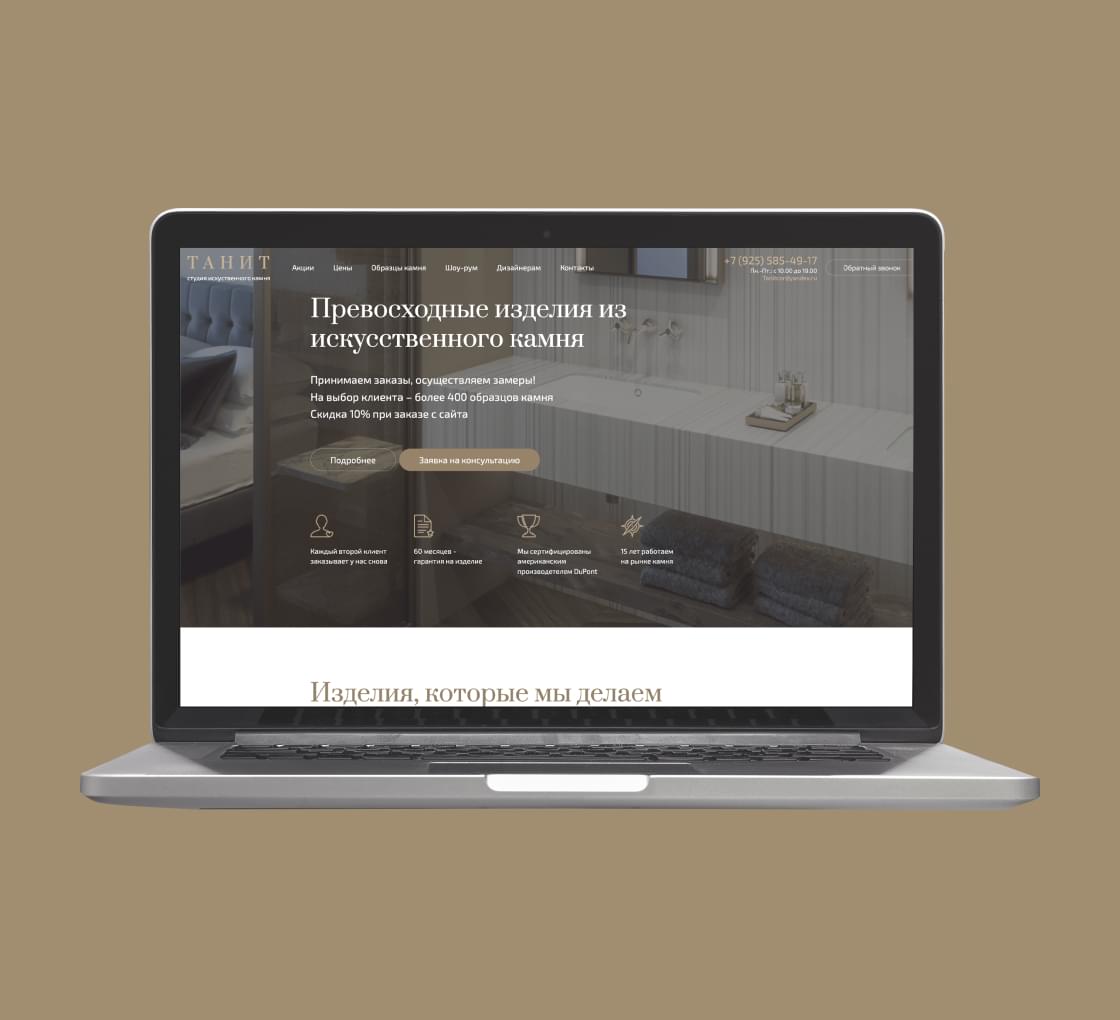 ТАНИТ
студия искуственного камня
Акции
Цены
Образцы камня
Шоу-рум
Дизайнерам
Контакты
+7 (925) 585-49-17
Пн.-Пт.: с 10.00 до 19.00
Обратный звонок
Превосходные изделия из
искусственного камня
Принимаем заказы, осуществляем замеры!
На выбор клиента – более 400 образцов камня
Скидка 10% при заказе с сайта
Подробнее
Заявка на консультацию
Каждый второй клиент
заказывает у нас снова
60 месяцев -
гарантия на изделие
Мы сертифицированы
американским
производителем DuPont
15 лет работаем
на рынке камня
Изделия, которые мы делаем